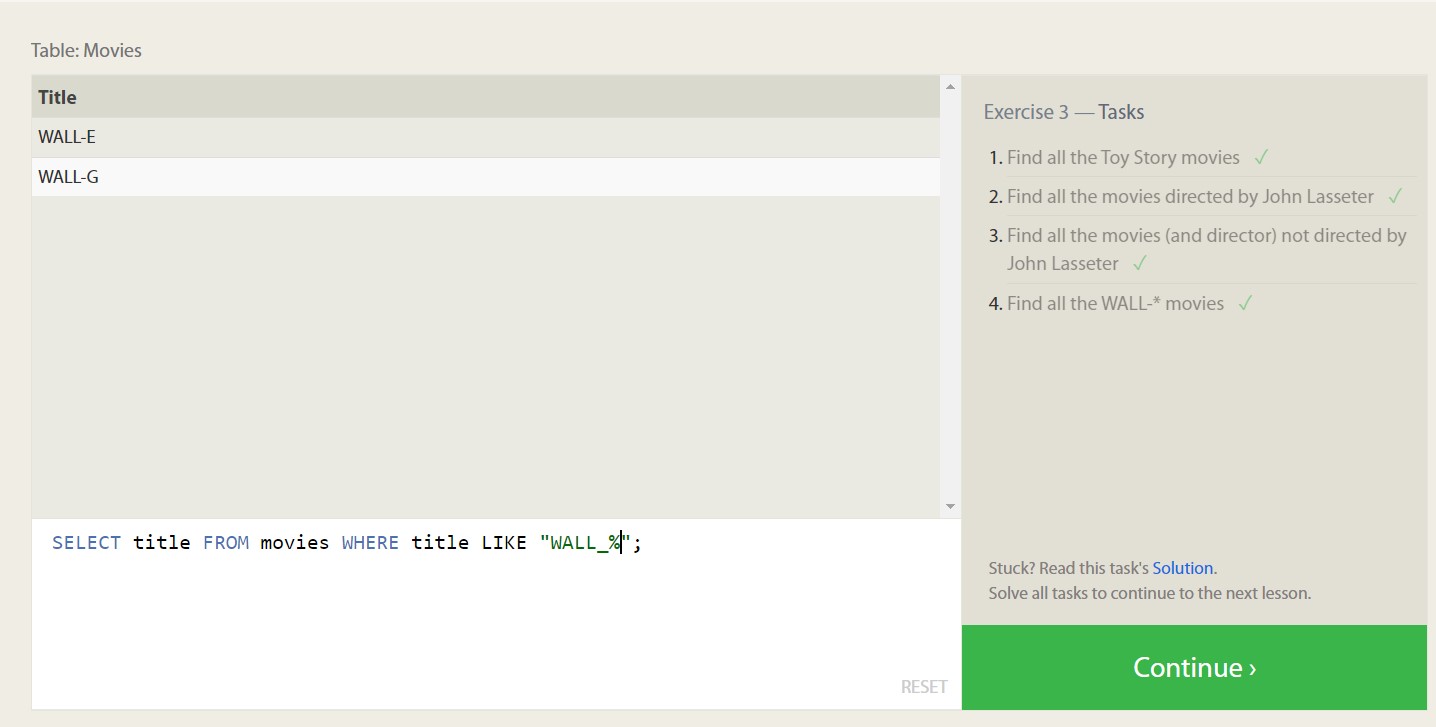 Table: Movies
Title
WALL-E
WALL-G
SELECT title FROM movies WHERE title LIKE "WALL_%";
RESET
Exercise 3 — Tasks
1. Find all the Toy Story movies ✓
2. Find all the movies directed by John Lasseter ✓
3. Find all the movies (and director) not directed by
John Lasseter ✓
4. Find all the WALL-* movies ✓
Stuck? Read this task's Solution.
Solve all tasks to continue to the next lesson.
Continue ›